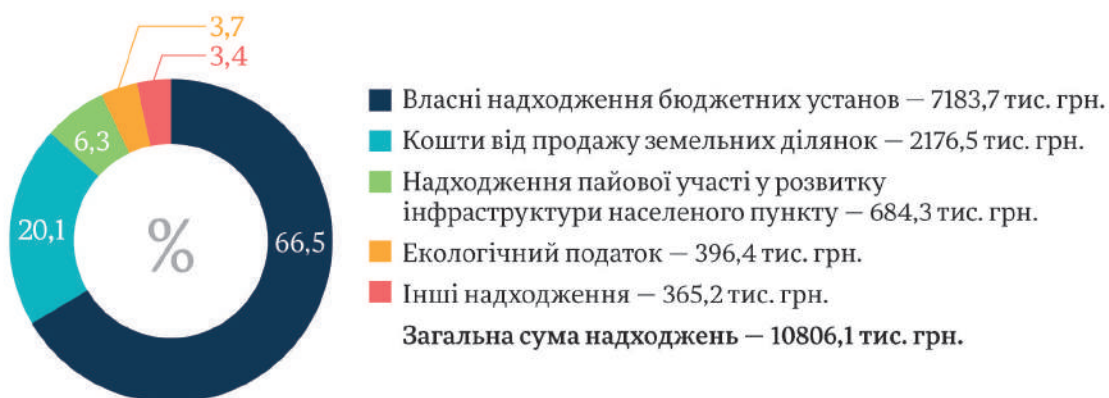 3,7
3,4
6,3
20,1
%
66,5
Власні надходження бюджетних установ — 7183,7 тис. грн.
Кошти від продажу земельних ділянок — 2176,5 тис. грн.
Надходження пайової участі у розвитку
інфраструктури населеного пункту — 684,3 тис. грн.
Екологічний податок — 396,4 тис. грн.
Інші надходження — 365,2 тис. грн.
Загальна сума надходжень — 10806,1 тис. грн.